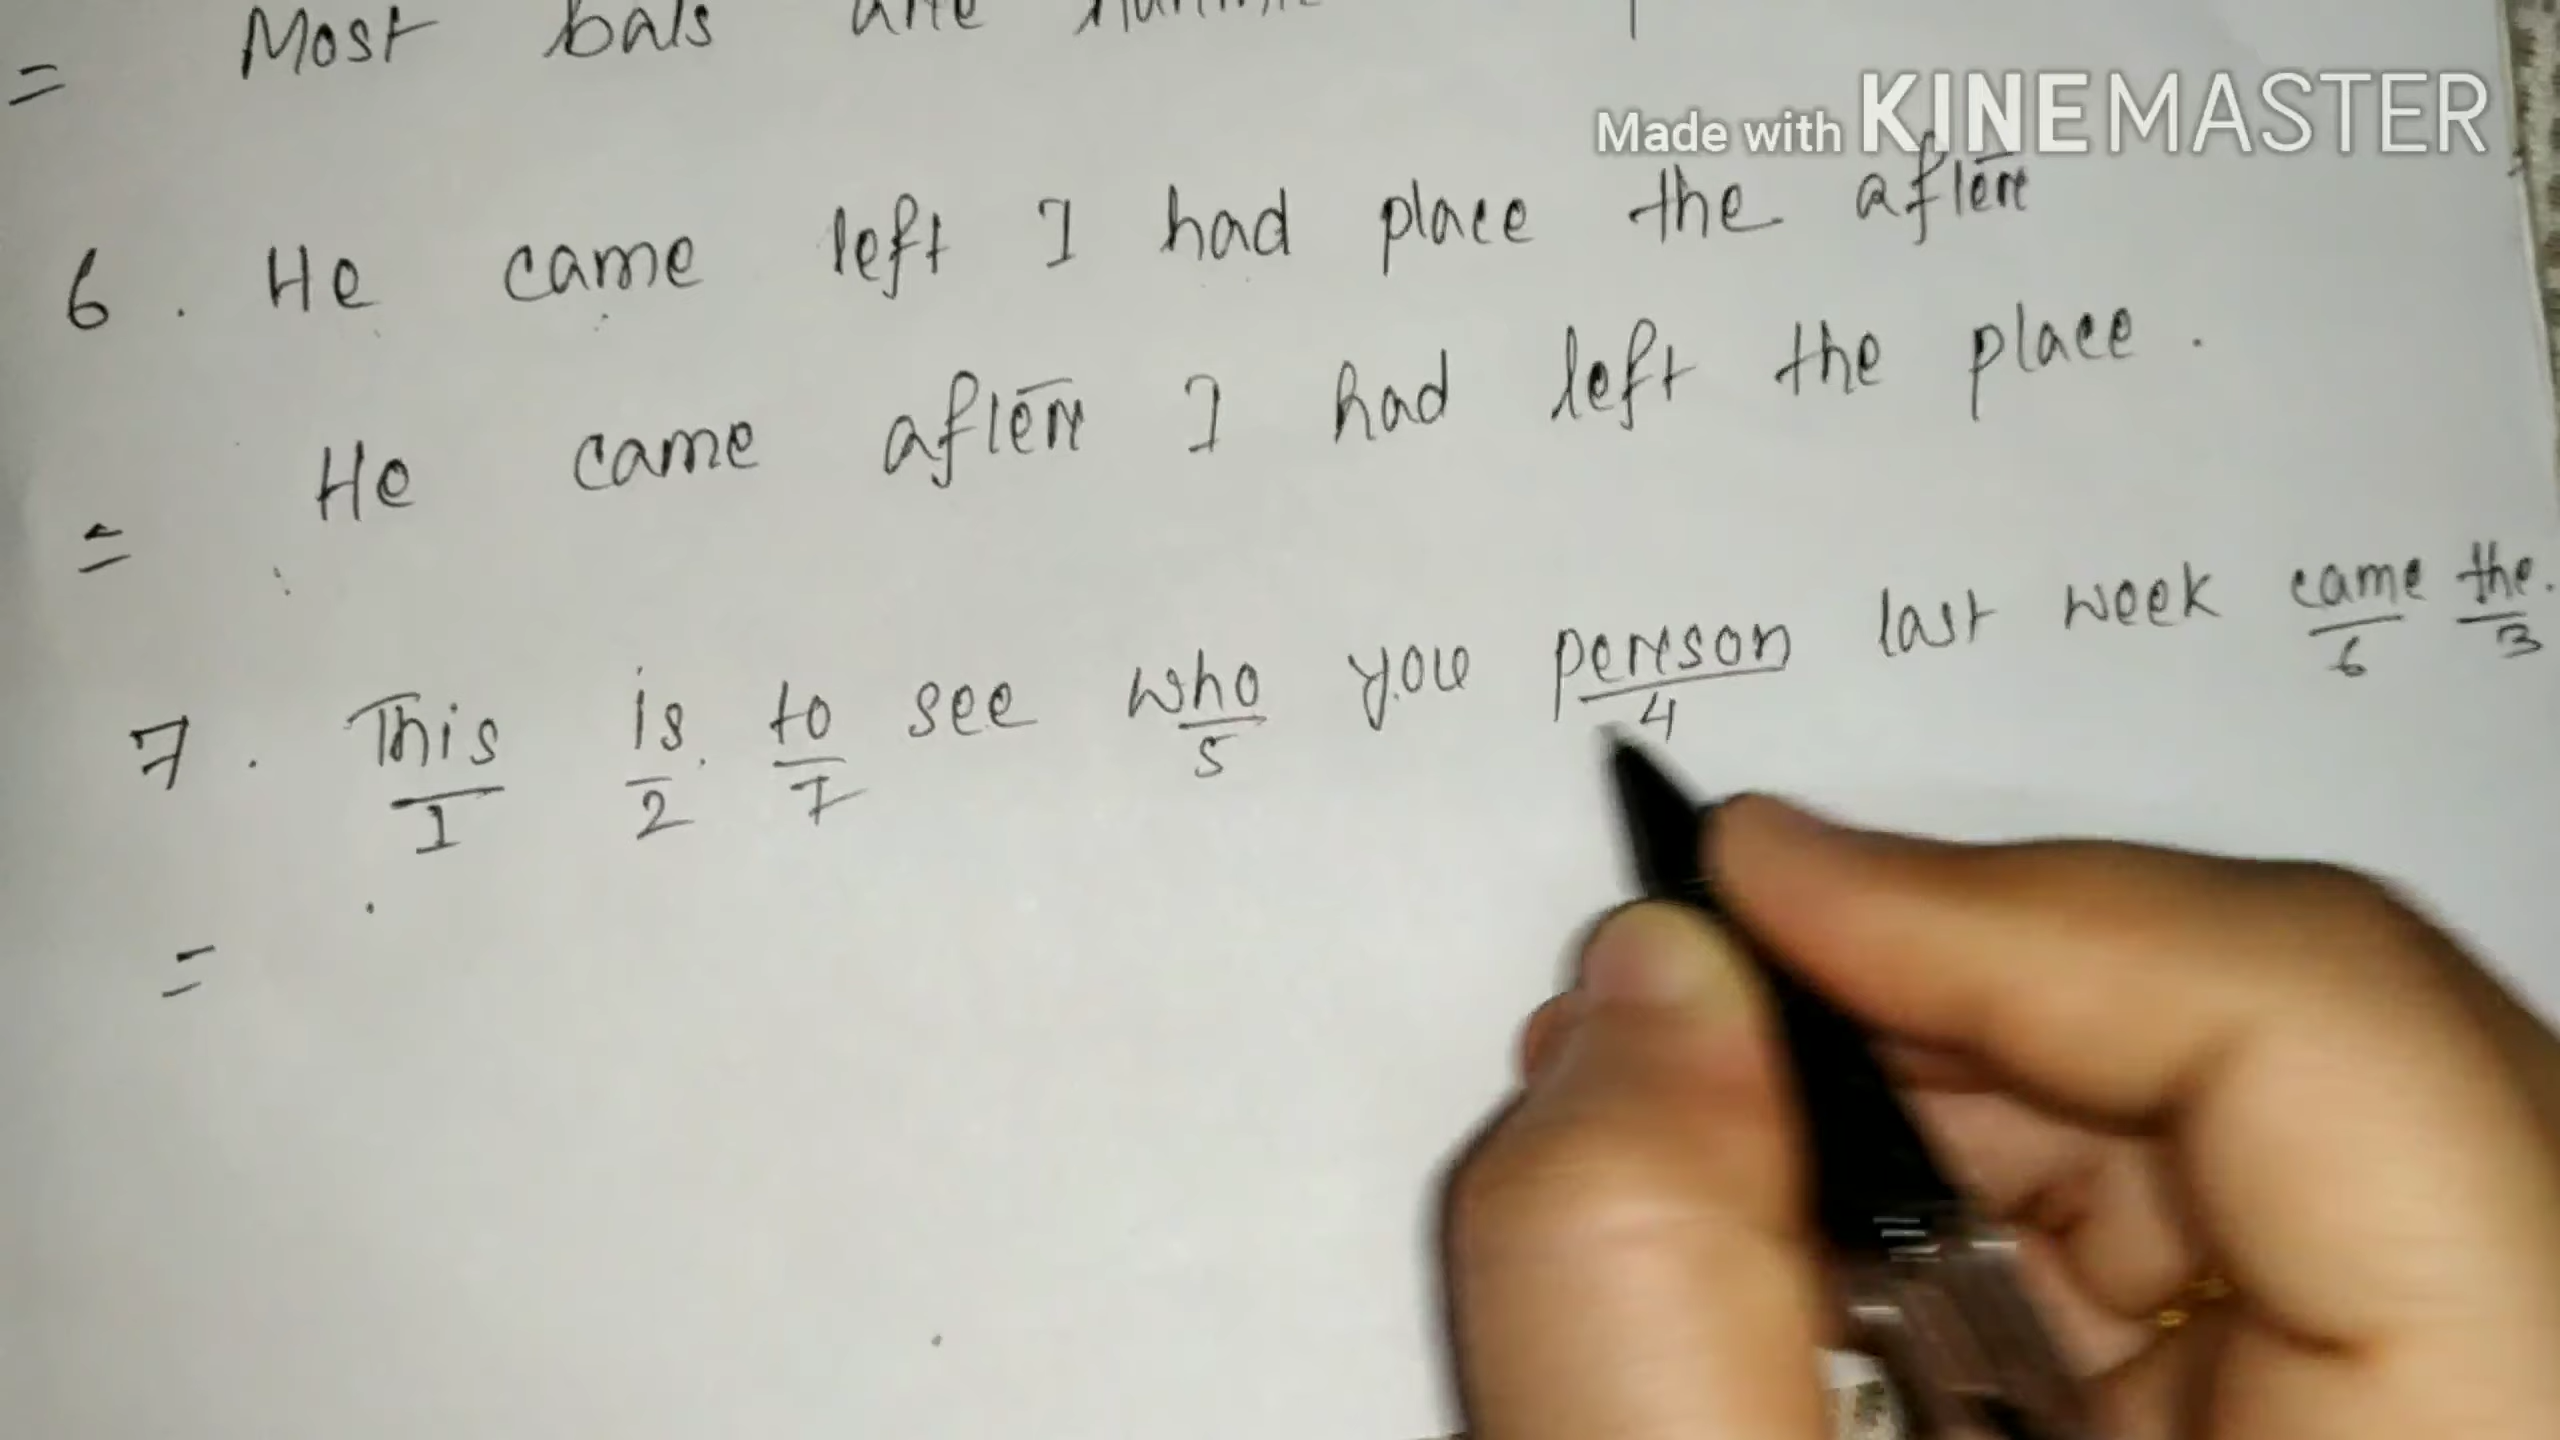 = Most bats are
Made with KINEMASTER
6. He came left I had place the after
= He came after I had left the place.
7. This is to see who you person last week came the.
1 2 7 5 4 6 3
=